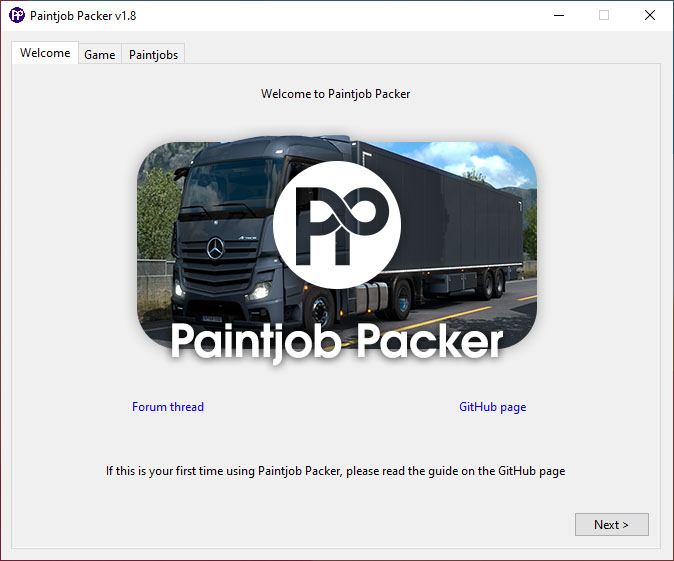 Paintjob Packer v1.8
Welcome
Game
Paintjobs
Welcome to Paintjob Packer
Paintjob Packer
Forum thread
GitHub page
If this is your first time using Paintjob Packer, please read the guide on the GitHub page
Next >